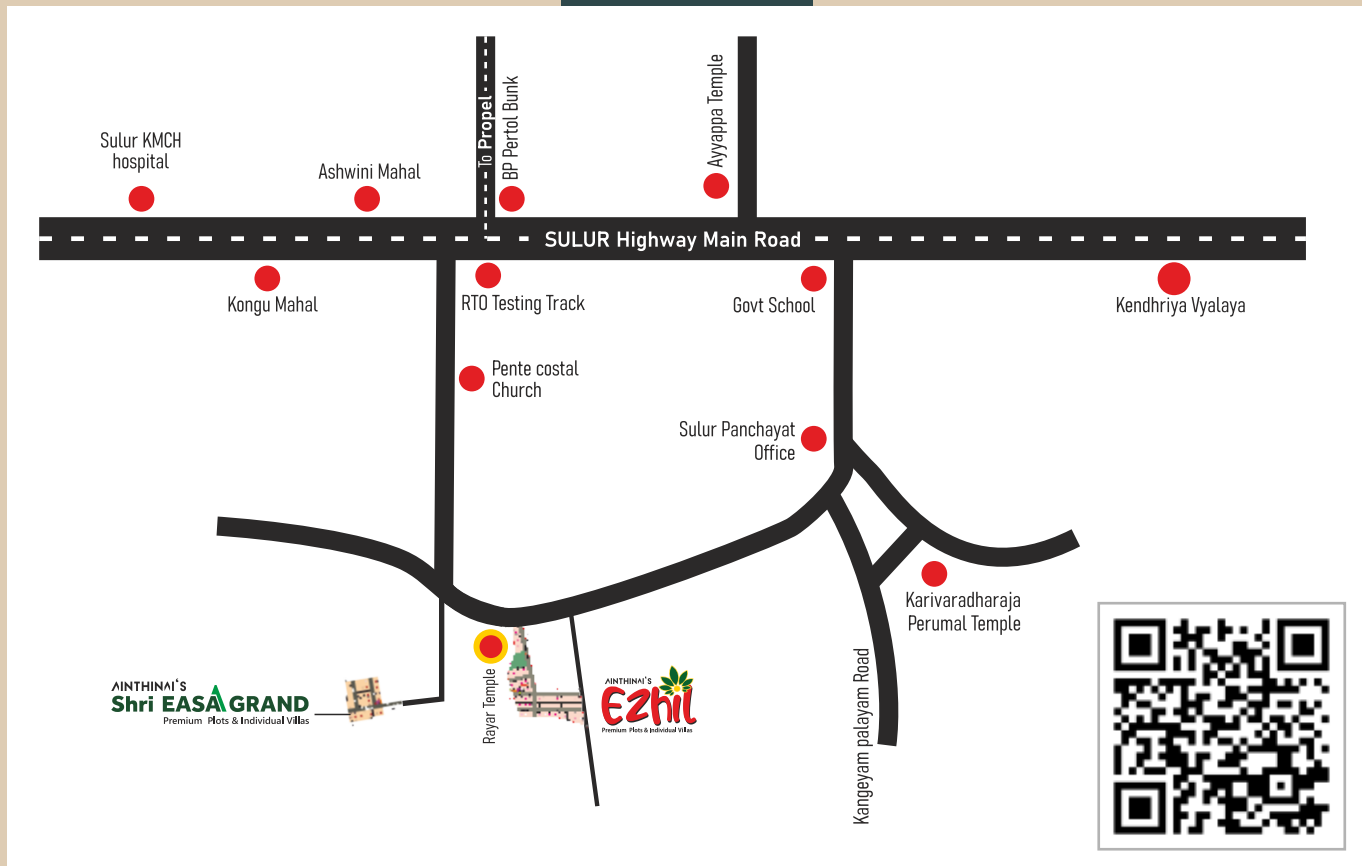 Sulur KMCH
hospital
Ashwini Mahal
To Propel
BP Pertol Bunk
Ayyappa Temple
SULUR Highway Main Road
Kongu Mahal
RTO Testing Track
Govt School
Kendhriya Vyalaya
Pente costal
Church
Sulur Panchayat
Office
Karivaradharaja
Perumal Temple
Kangeyam palayam Road
Rayar Temple
AINTHINAI'S
Shri EASA GRAND
Premium Plots & Individual Villas
AINTHINAI'S
Ezhil
Premium Plots & Individual Villas